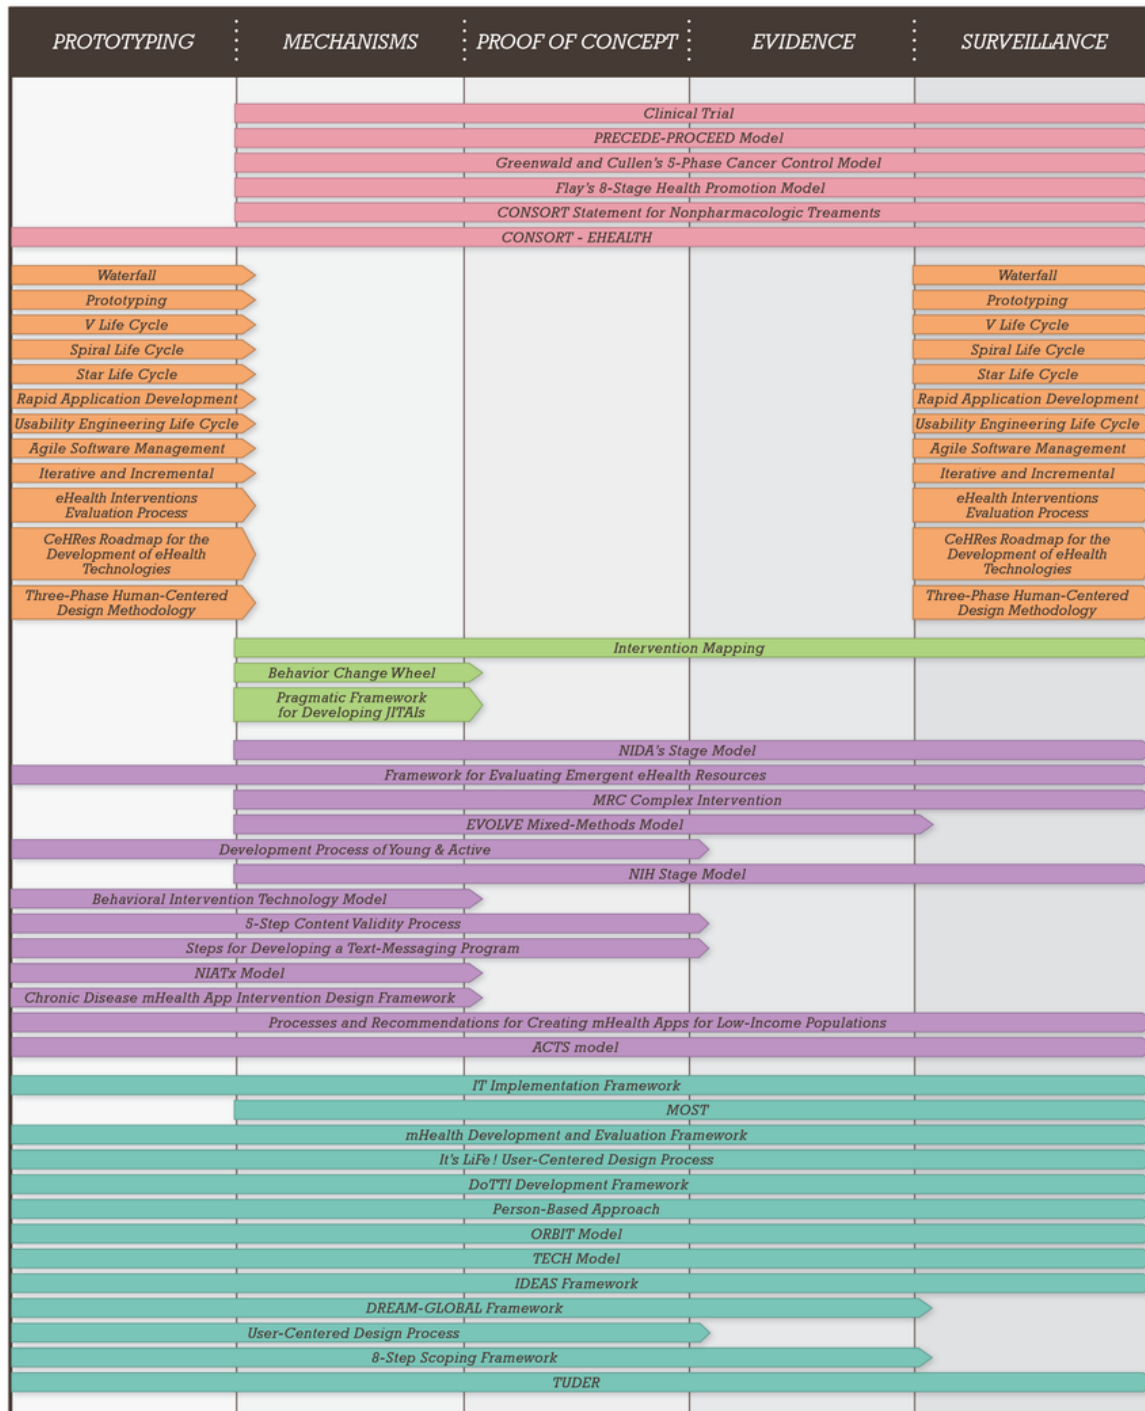 PROTOTYPING MECHANISMS PROOF OF CONCEPT EVIDENCE SURVEILLANCE
Clinical Trial
PRECEDE-PROCEED Model
Greenwald and Cullen's 5-Phase Cancer Control Model
Flay's 8-Stage Health Promotion Model
CONSORT Statement for Nonpharmacologic Treaments
CONSORT - EHEALTH
Waterfall Waterfall
Prototyping Prototyping
V Life Cycle V Life Cycle
Spiral Life Cycle Spiral Life Cycle
Star Life Cycle Star Life Cycle
Rapid Application Development Rapid Application Development
Usability Engineering Life Cycle Usability Engineering Life Cycle
Agile Software Management Agile Software Management
Iterative and Incremental Iterative and Incremental
eHealth Interventions eHealth Interventions
Evaluation Process Evaluation Process
CeHRes Roadmap for the CeHRes Roadmap for the
Development of eHealth Development of eHealth
Technologies Technologies
Three-Phase Human-Centered Three-Phase Human-Centered
Design Methodology Design Methodology
Intervention Mapping
Behavior Change Wheel
Pragmatic Framework
for Developing JITAIs
NIDA's Stage Model
Framework for Evaluating Emergent eHealth Resources
MRC Complex Intervention
EVOLVE Mixed-Methods Model
Development Process of Young & Active
NIH Stage Model
Behavioral Intervention Technology Model
5-Step Content Validity Process
Steps for Developing a Text-Messaging Program
NIATx Model
Chronic Disease mHealth App Intervention Design Framework
Processes and Recommendations for Creating mHealth Apps for Low-Income Populations
ACTS model
IT Implementation Framework
MOST
mHealth Development and Evaluation Framework
It's LiFe! User-Centered Design Process
DoTTI Development Framework
Person-Based Approach
ORBIT Model
TECH Model
IDEAS Framework
DREAM-GLOBAL Framework
User-Centered Design Process
8-Step Scoping Framework
TUDER